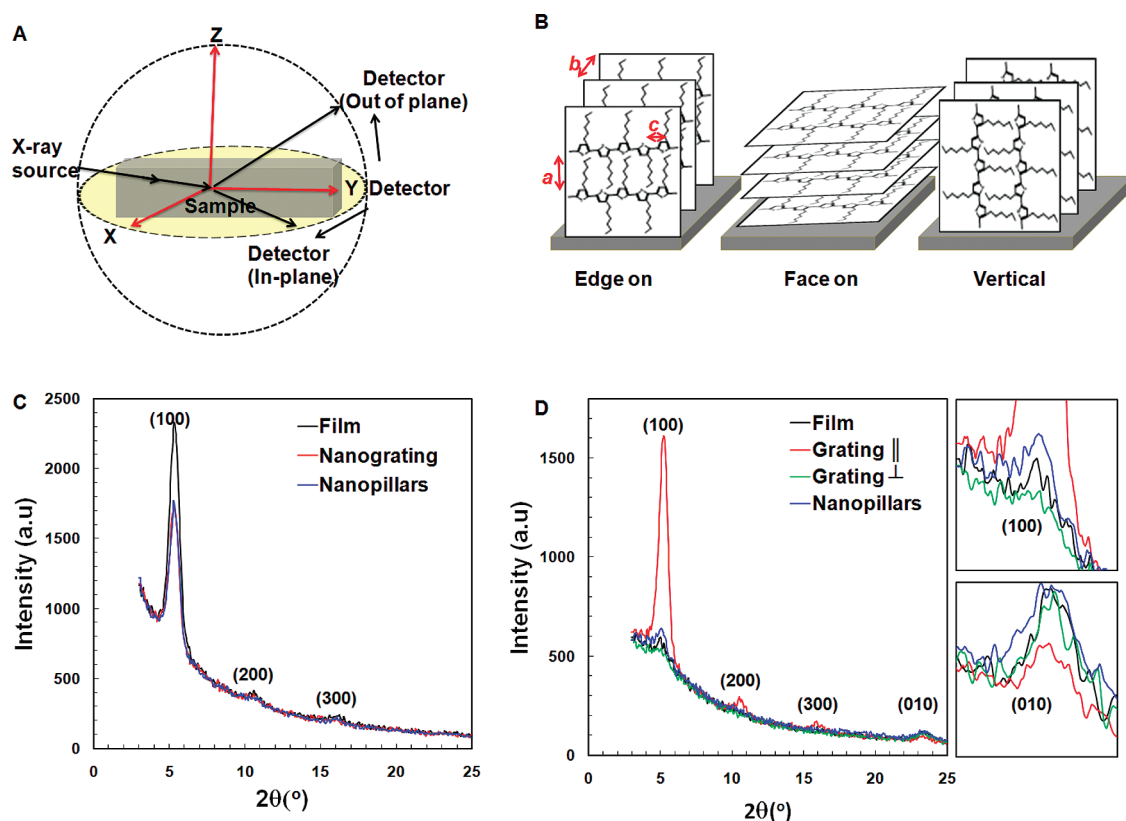 A
Z
Detector
(Out of plane)
X-ray
source
Y
Detector
Sample
X
Detector
(In-plane)
B
b
c
a
Edge on
Face on
Vertical
C
2500
2000
1500
1000
500
0
Intensity (a.u)
(100)
Film
Nanograting
Nanopillars
(200)
(300)
0
5
10
15
20
25
2θ(°)
D
1500
1000
500
0
Intensity (a.u)
(100)
Film
Grating ∥
Grating ⊥
Nanopillars
(200)
(300)
(010)
0
5
10
15
20
25
2θ(°)
(100)
(010)